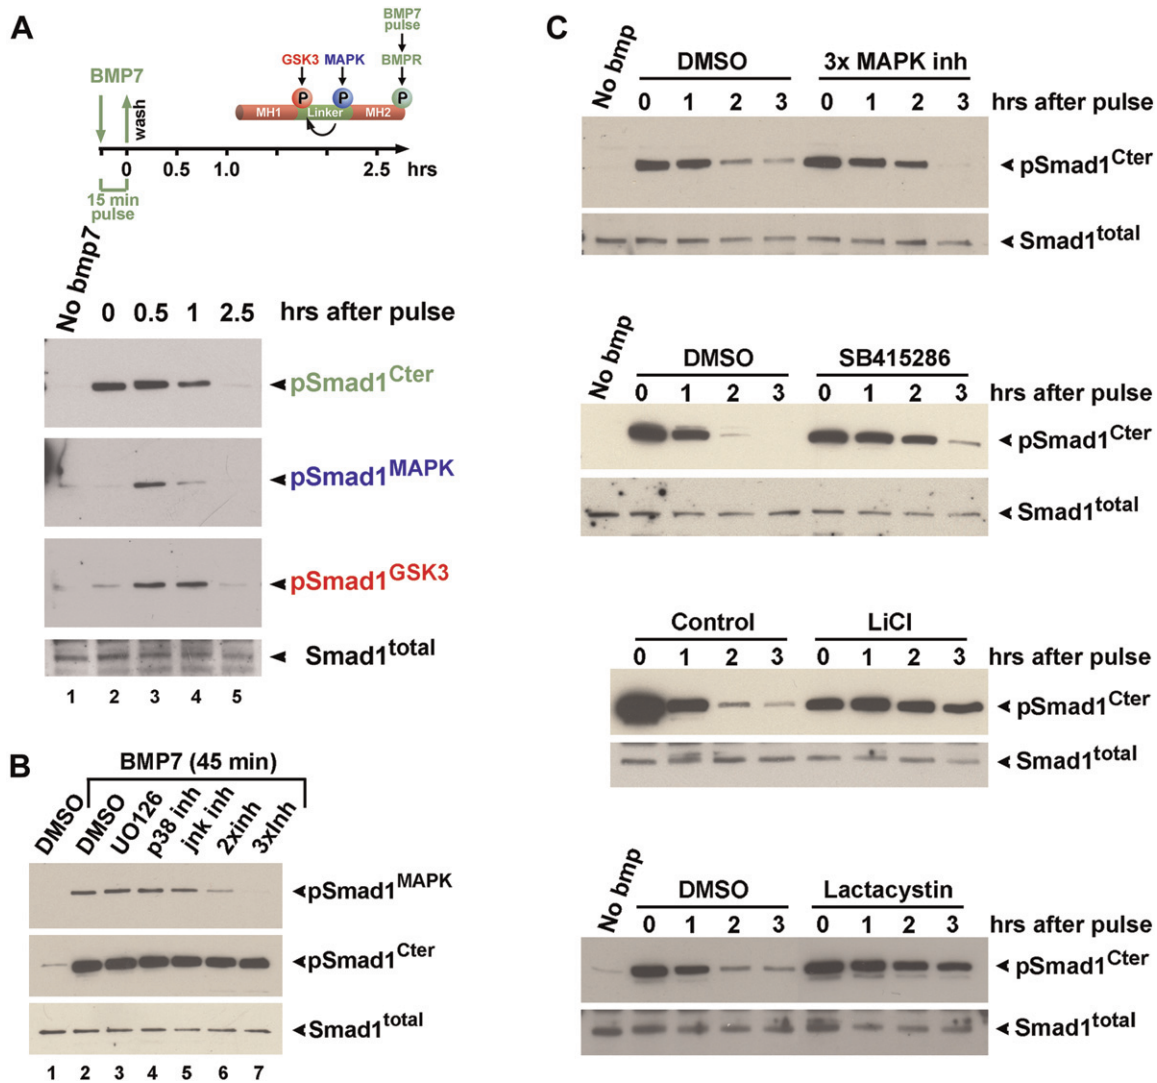 A
BMP7
pulse
BMP7
GSK3 MAPK BMPR
wash
P P P
MH1 Linker MH2
0 0.5 1.0 2.5 hrs
15 min
pulse
No bmp7
0 0.5 1 2.5 hrs after pulse
pSmad1Cter
pSmad1MAPK
pSmad1GSK3
Smad1total
1 2 3 4 5
B
BMP7 (45 min)
DMSO DMSO UO126 p38 inh jnk inh 2xinh 3xInh
pSmad1MAPK
pSmad1Cter
Smad1total
1 2 3 4 5 6 7
C
No bmp DMSO 3x MAPK inh
0 1 2 3 0 1 2 3 hrs after pulse
pSmad1Cter
Smad1total
No bmp DMSO SB415286
0 1 2 3 0 1 2 3 hrs after pulse
pSmad1Cter
Smad1total
Control LiCl
0 1 2 3 0 1 2 3 hrs after pulse
pSmad1Cter
Smad1total
No bmp DMSO Lactacystin
0 1 2 3 0 1 2 3 hrs after pulse
pSmad1Cter
Smad1total